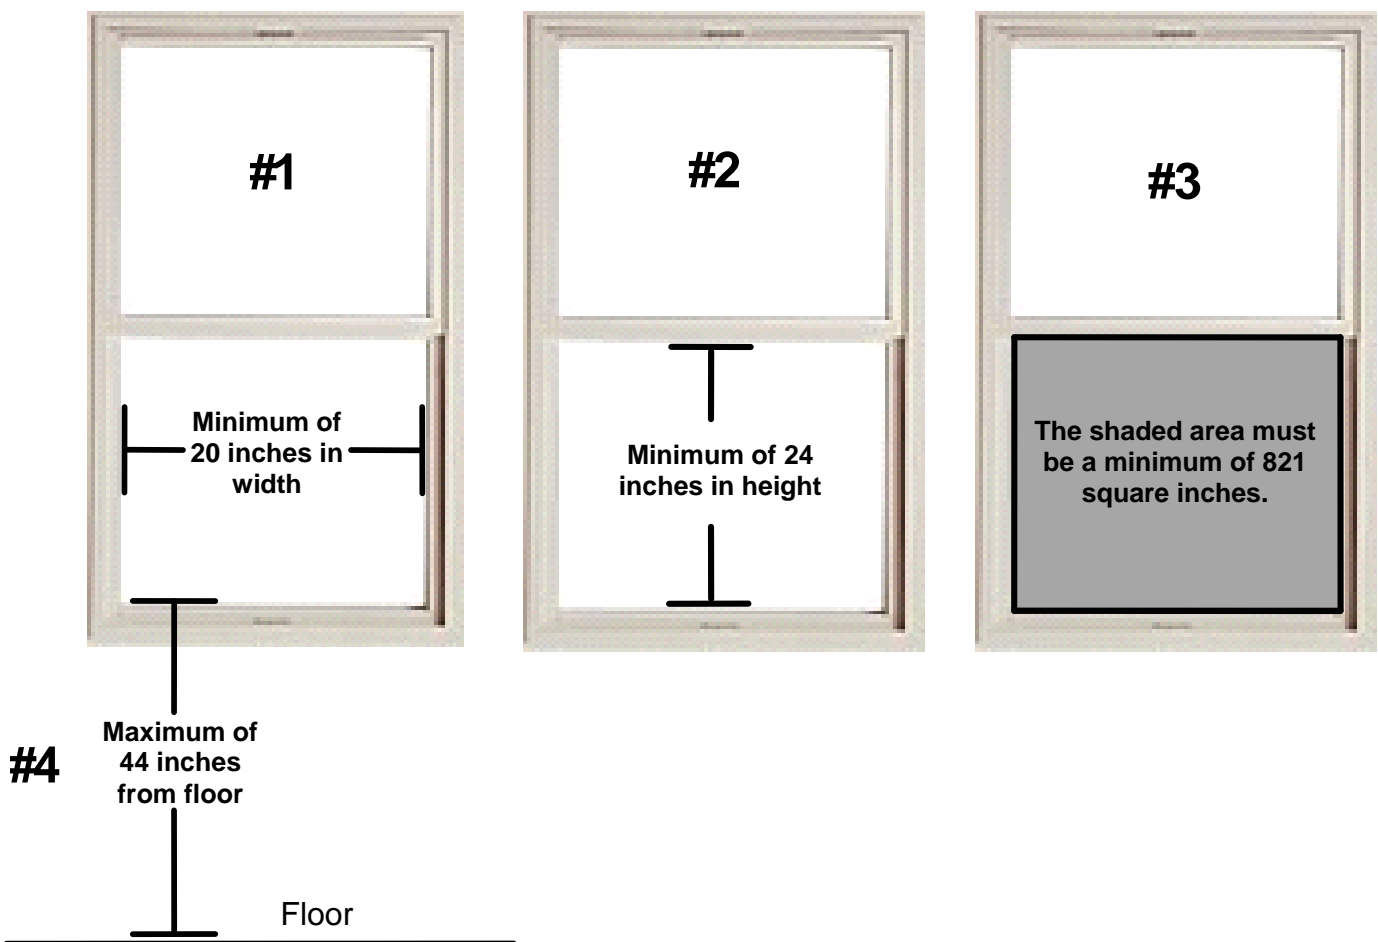 #1
#2
#3
Minimum of
20 inches in
width
Minimum of 24
inches in height
The shaded area must
be a minimum of 821
square inches.
#4
Maximum of
44 inches
from floor
Floor